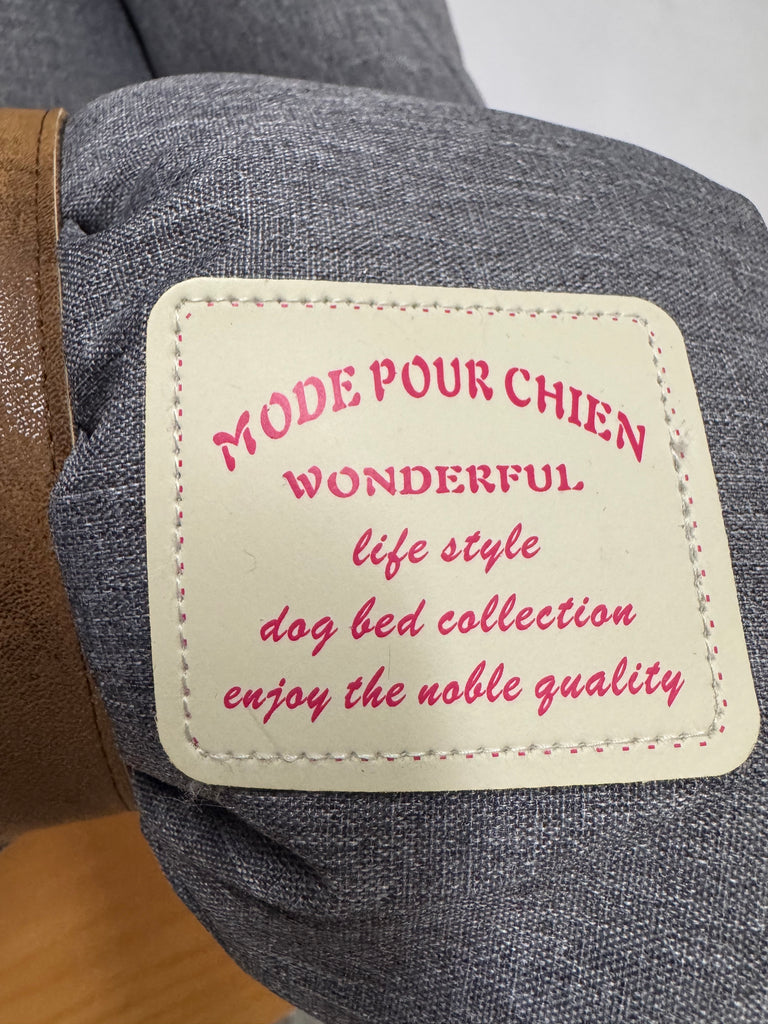 MODE POUR CHIEN
WONDERFUL
life style
dog bed collection
enjoy the noble quality